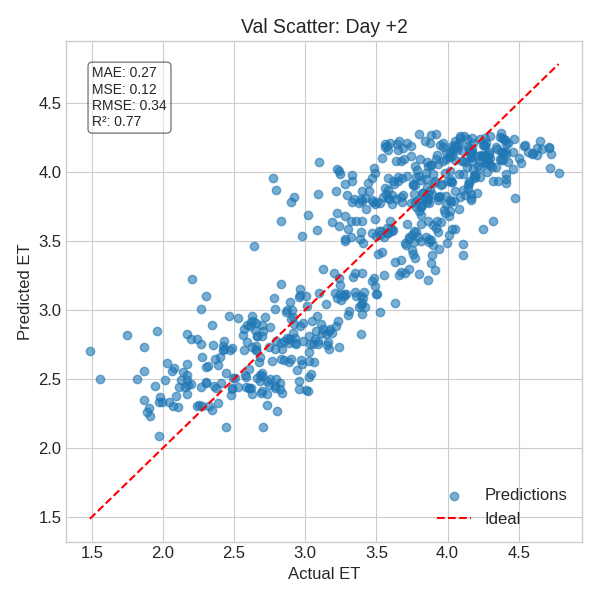 Val Scatter: Day +2
MAE: 0.27
MSE: 0.12
RMSE: 0.34
R²: 0.77
4.5
4.0
3.5
3.0
2.5
2.0
1.5
Predicted ET
Predictions
Ideal
1.5 2.0 2.5 3.0 3.5 4.0 4.5
Actual ET